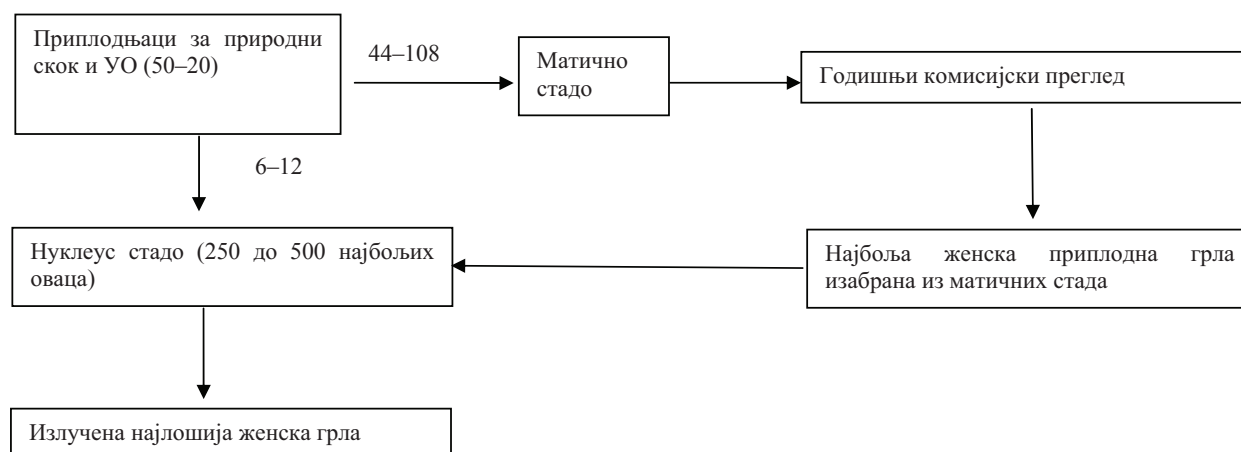 Приплодњаци за природни
скок и УО (50–20)
44–108
Матично
стадо
Годишњи комисијски преглед
6–12
Нуклеус стадо (250 до 500 најбољих
оваца)
Најбоља женска приплодна грла
изабрана из матичних стада
Излучена најлошија женска грла